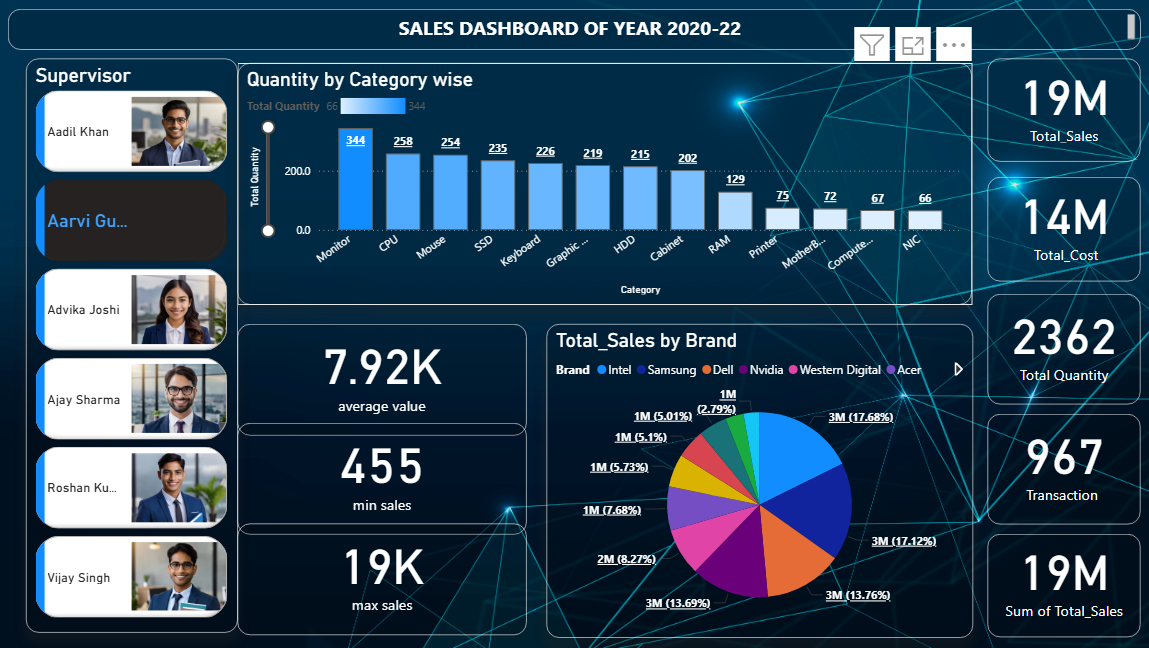 SALES DASHBOARD OF YEAR 2020-22
Supervisor
Aadil Khan
Aarvi Gu...
Advika Joshi
Ajay Sharma
Roshan Ku...
Vijay Singh
Quantity by Category wise
Total Quantity 66 344
Total Quantity
200.0
0.0
344 258 254 235 226 219 215 202 129 75 72 67 66
Monitor CPU Mouse SSD Keyboard Graphic ... HDD Cabinet RAM Printer MotherB... Compute... NIC
Category
7.92K
average value
455
min sales
19K
max sales
Total_Sales by Brand
Brand Intel Samsung Dell Nvidia Western Digital Acer
3M (17.68%)
3M (17.12%)
3M (13.76%)
3M (13.69%)
2M (8.27%)
1M (7.68%)
1M (5.73%)
1M (5.1%)
1M (5.01%)
1M
(2.79%)
19M
Total_Sales
14M
Total_Cost
2362
Total Quantity
967
Transaction
19M
Sum of Total_Sales